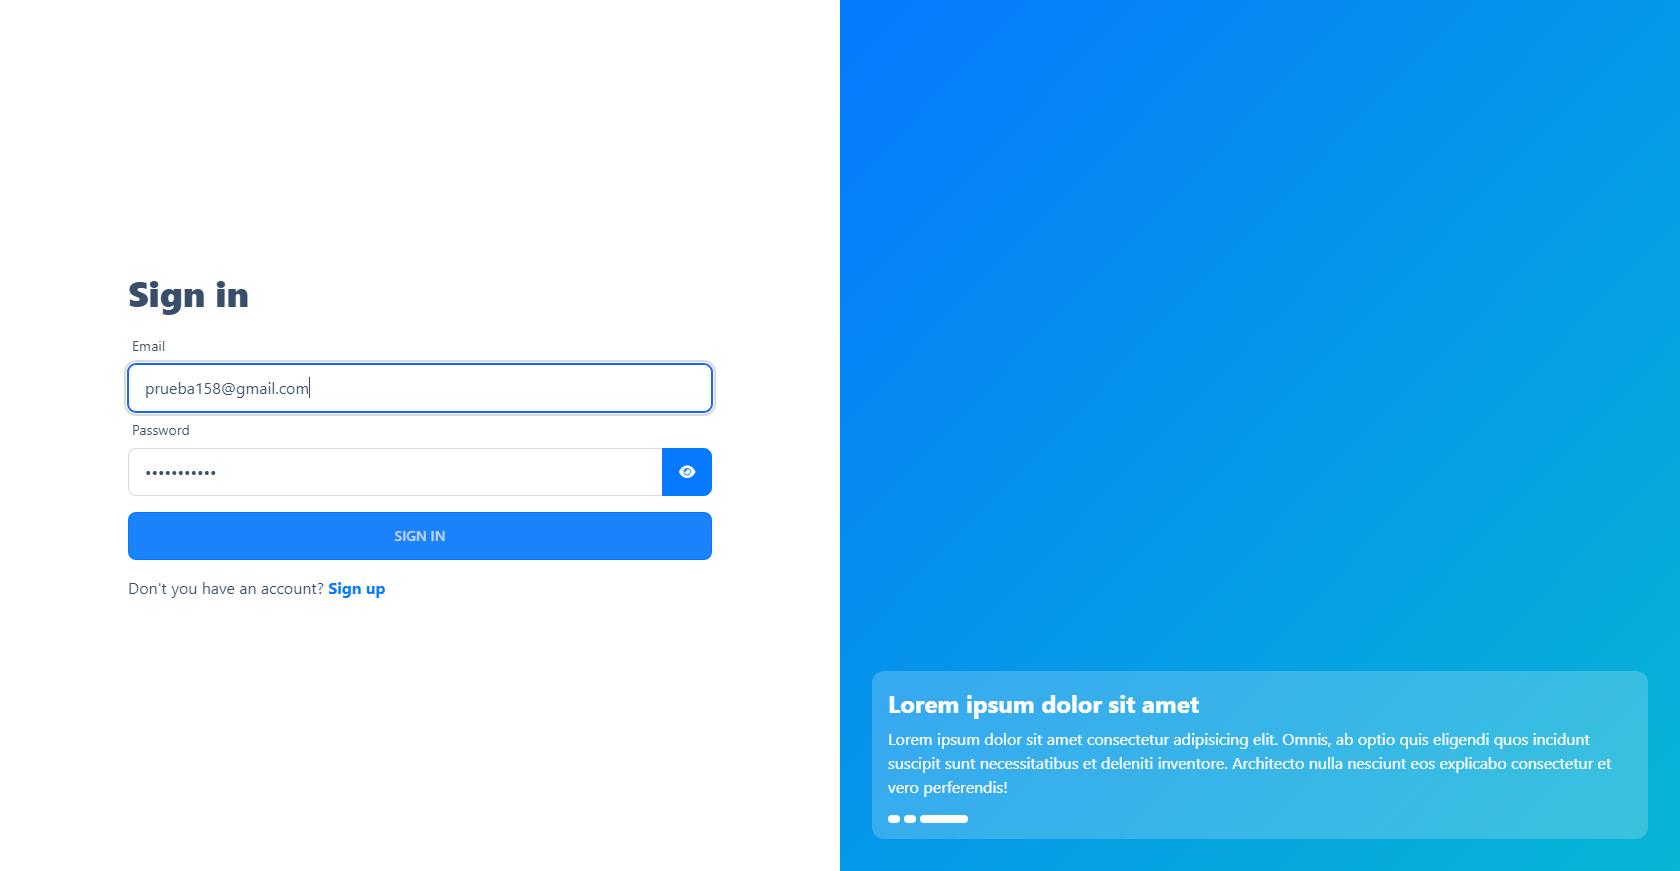 Sign in
Email
prueba158@gmail.com
Password
•••••••••••
SIGN IN
Don't you have an account? Sign up
Lorem ipsum dolor sit amet
Lorem ipsum dolor sit amet consectetur adipisicing elit. Omnis, ab optio quis eligendi quos incidunt
suscipit sunt necessitatibus et deleniti inventore. Architecto nulla nesciunt eos explicabo consectetur et
vero perferendis!